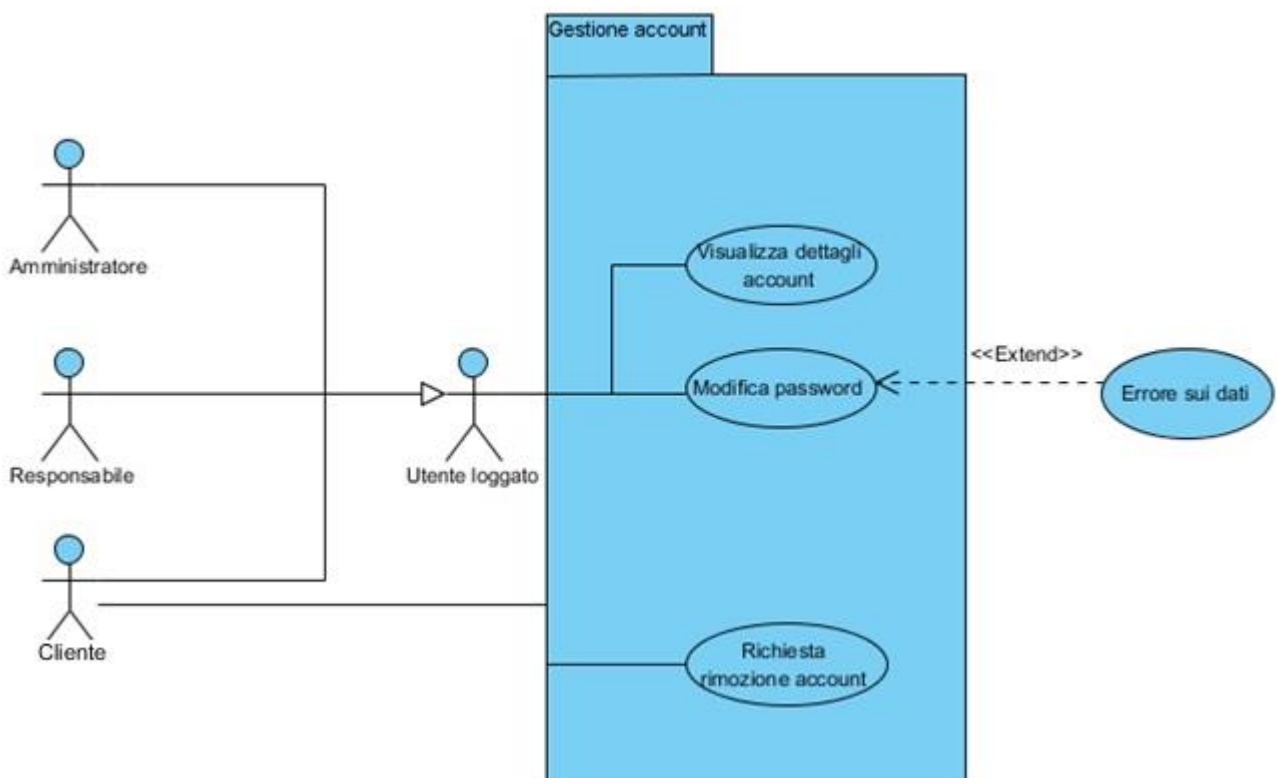 Gestione account
Amministratore
Visualizza dettagli
account
<<Extend>>
Modifica password
Errore sui dati
Responsabile
Utente loggato
Cliente
Richiesta
rimozione account